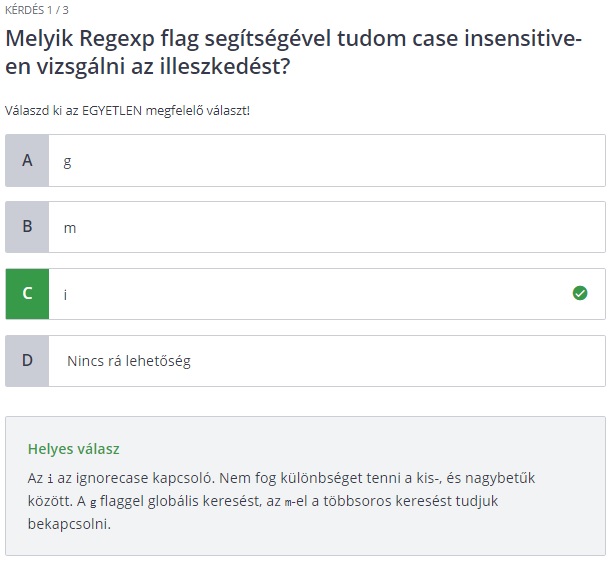 KÉRDÉS 1 / 3
Melyik Regexp flag segítségével tudom case insensitive-
en vizsgálni az illeszkedést?
Válaszd ki az EGYETLEN megfelelő választ!
A g
B m
C i
D Nincs rá lehetőség
Helyes válasz
Az i az ignorecase kapcsoló. Nem fog különbséget tenni a kis-, és nagybetűk
között. A g flaggel globális keresést, az m-el a többsoros keresést tudjuk
bekapcsolni.